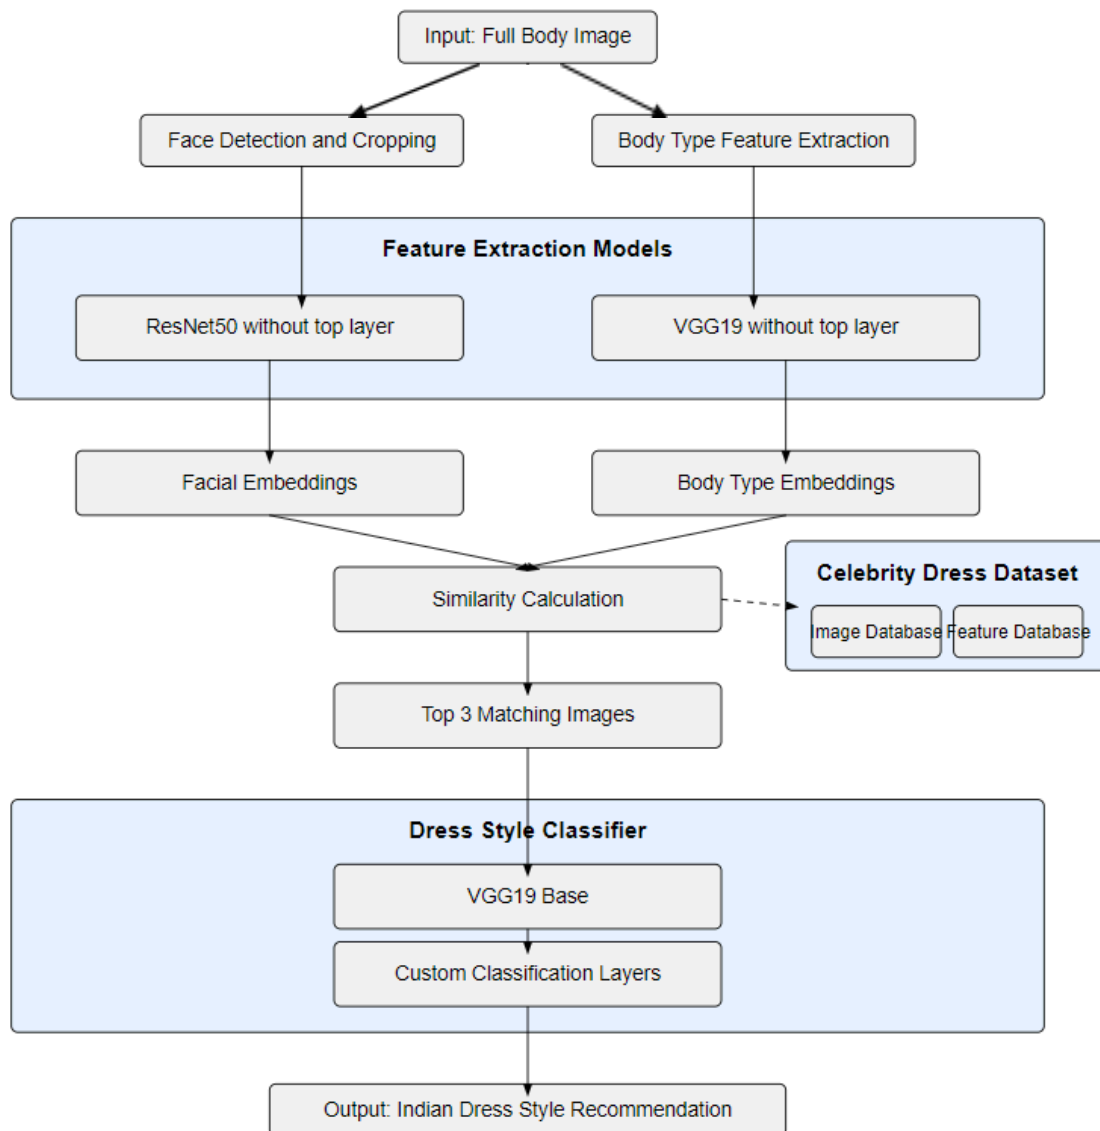 Input: Full Body Image
Face Detection and Cropping
Body Type Feature Extraction
Feature Extraction Models
ResNet50 without top layer
VGG19 without top layer
Facial Embeddings
Body Type Embeddings
Celebrity Dress Dataset
Similarity Calculation
Image Database
Feature Database
Top 3 Matching Images
Dress Style Classifier
VGG19 Base
Custom Classification Layers
Output: Indian Dress Style Recommendation